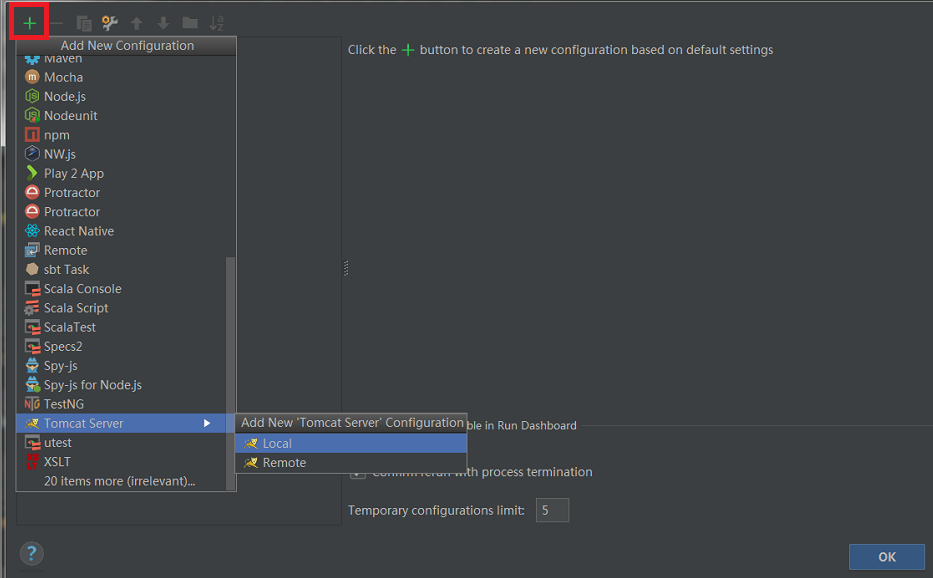 Add New Configuration
Click the + button to create a new configuration based on default settings
Maven
Mocha
Node.js
Nodeunit
npm
NW.js
Play 2 App
Protractor
Protractor
React Native
Remote
sbt Task
Scala Console
Scala Script
ScalaTest
Specs2
Spy-js
Spy-js for Node.js
TestNG
Tomcat Server
Add New 'Tomcat Server' Configuration
ble in Run Dashboard
Local
Remote
utest
XSLT
20 items more (irrelevant)...
Confirm rerun with process termination
Temporary configurations limit: 5
?
OK